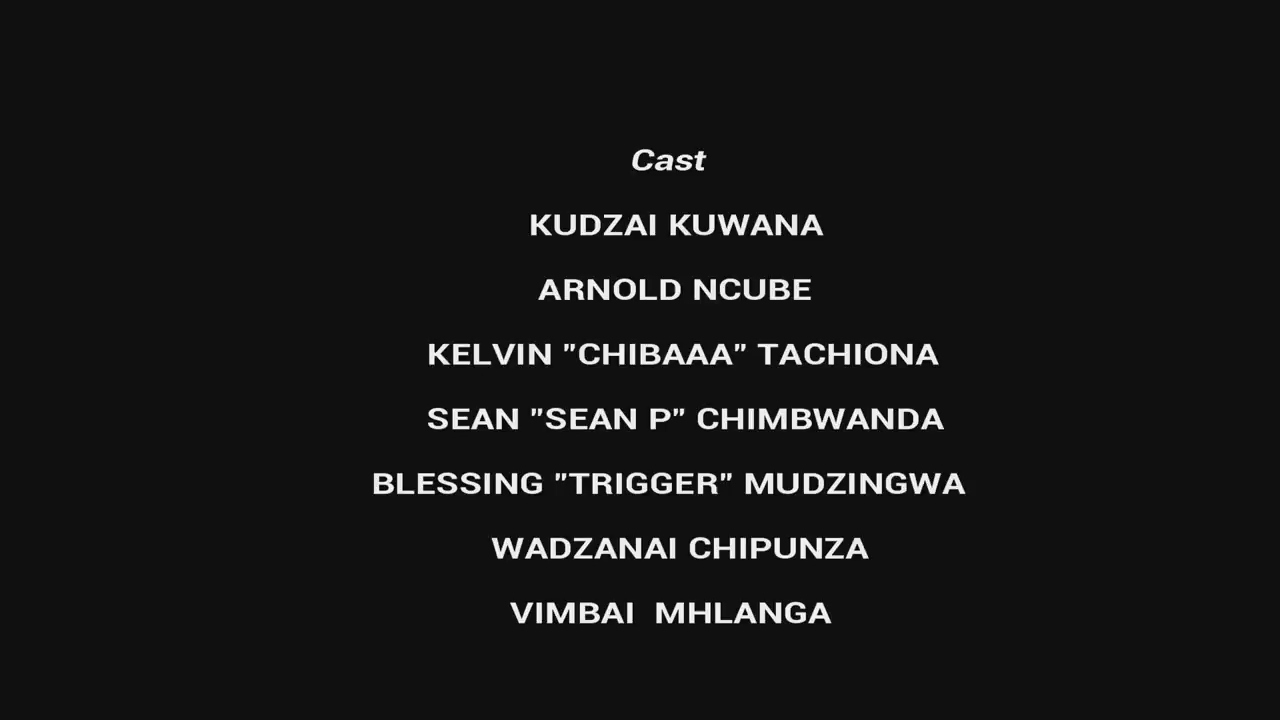 Cast
KUDZAI KUWANA
ARNOLD NCUBE
KELVIN "CHIBAAA" TACHIONA
SEAN "SEAN P" CHIMBWANDA
BLESSING "TRIGGER" MUDZINGWA
WADZANAI CHIPUNZA
VIMBAI  MHLANGA